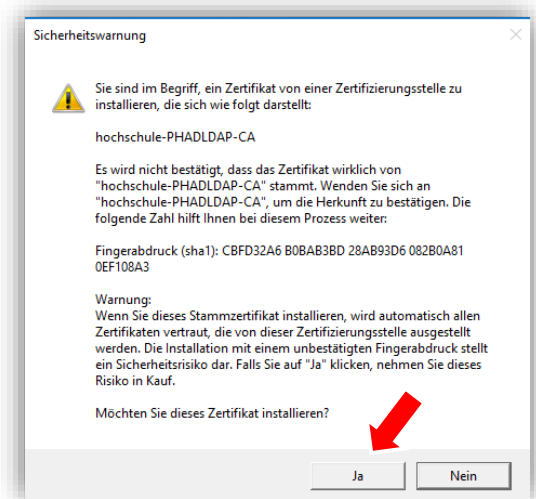 Sicherheitswarnung
Sie sind im Begriff, ein Zertifikat von einer Zertifizierungsstelle zu
installieren, die sich wie folgt darstellt:
hochschule-PHADLDAP-CA
Es wird nicht bestätigt, dass das Zertifikat wirklich von
"hochschule-PHADLDAP-CA" stammt. Wenden Sie sich an
"hochschule-PHADLDAP-CA", um die Herkunft zu bestätigen. Die
folgende Zahl hilft Ihnen bei diesem Prozess weiter:
Fingerabdruck (sha1): CBFD32A6 B0BAB3BD 28AB93D6 082B0A81
0EF108A3
Warnung:
Wenn Sie dieses Stammzertifikat installieren, wird automatisch allen
Zertifikaten vertraut, die von dieser Zertifizierungsstelle ausgestellt
werden. Die Installation mit einem unbestätigten Fingerabdruck stellt
ein Sicherheitsrisiko dar. Falls Sie auf "Ja" klicken, nehmen Sie dieses
Risiko in Kauf.
Möchten Sie dieses Zertifikat installieren?
Ja
Nein